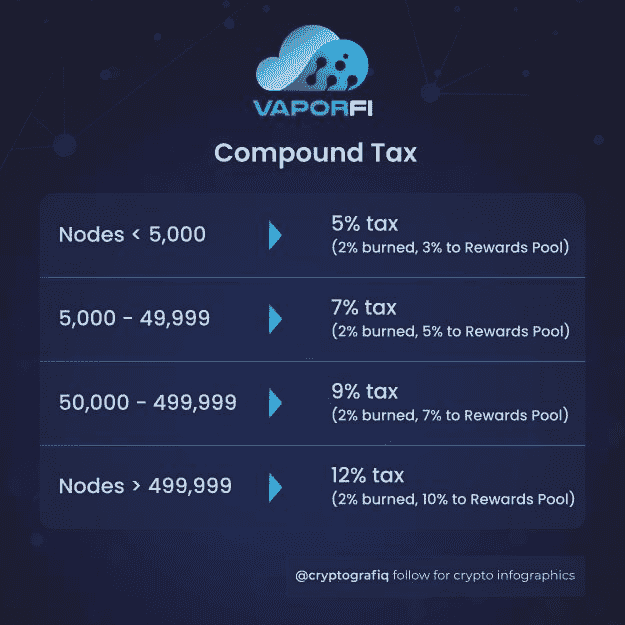 VAPORFI
Compound Tax
Nodes < 5,000
5% tax
(2% burned, 3% to Rewards Pool)
5,000 - 49,999
7% tax
(2% burned, 5% to Rewards Pool)
50,000 - 499,999
9% tax
(2% burned, 7% to Rewards Pool)
Nodes > 499,999
12% tax
(2% burned, 10% to Rewards Pool)
@cryptografiq follow for crypto infographics